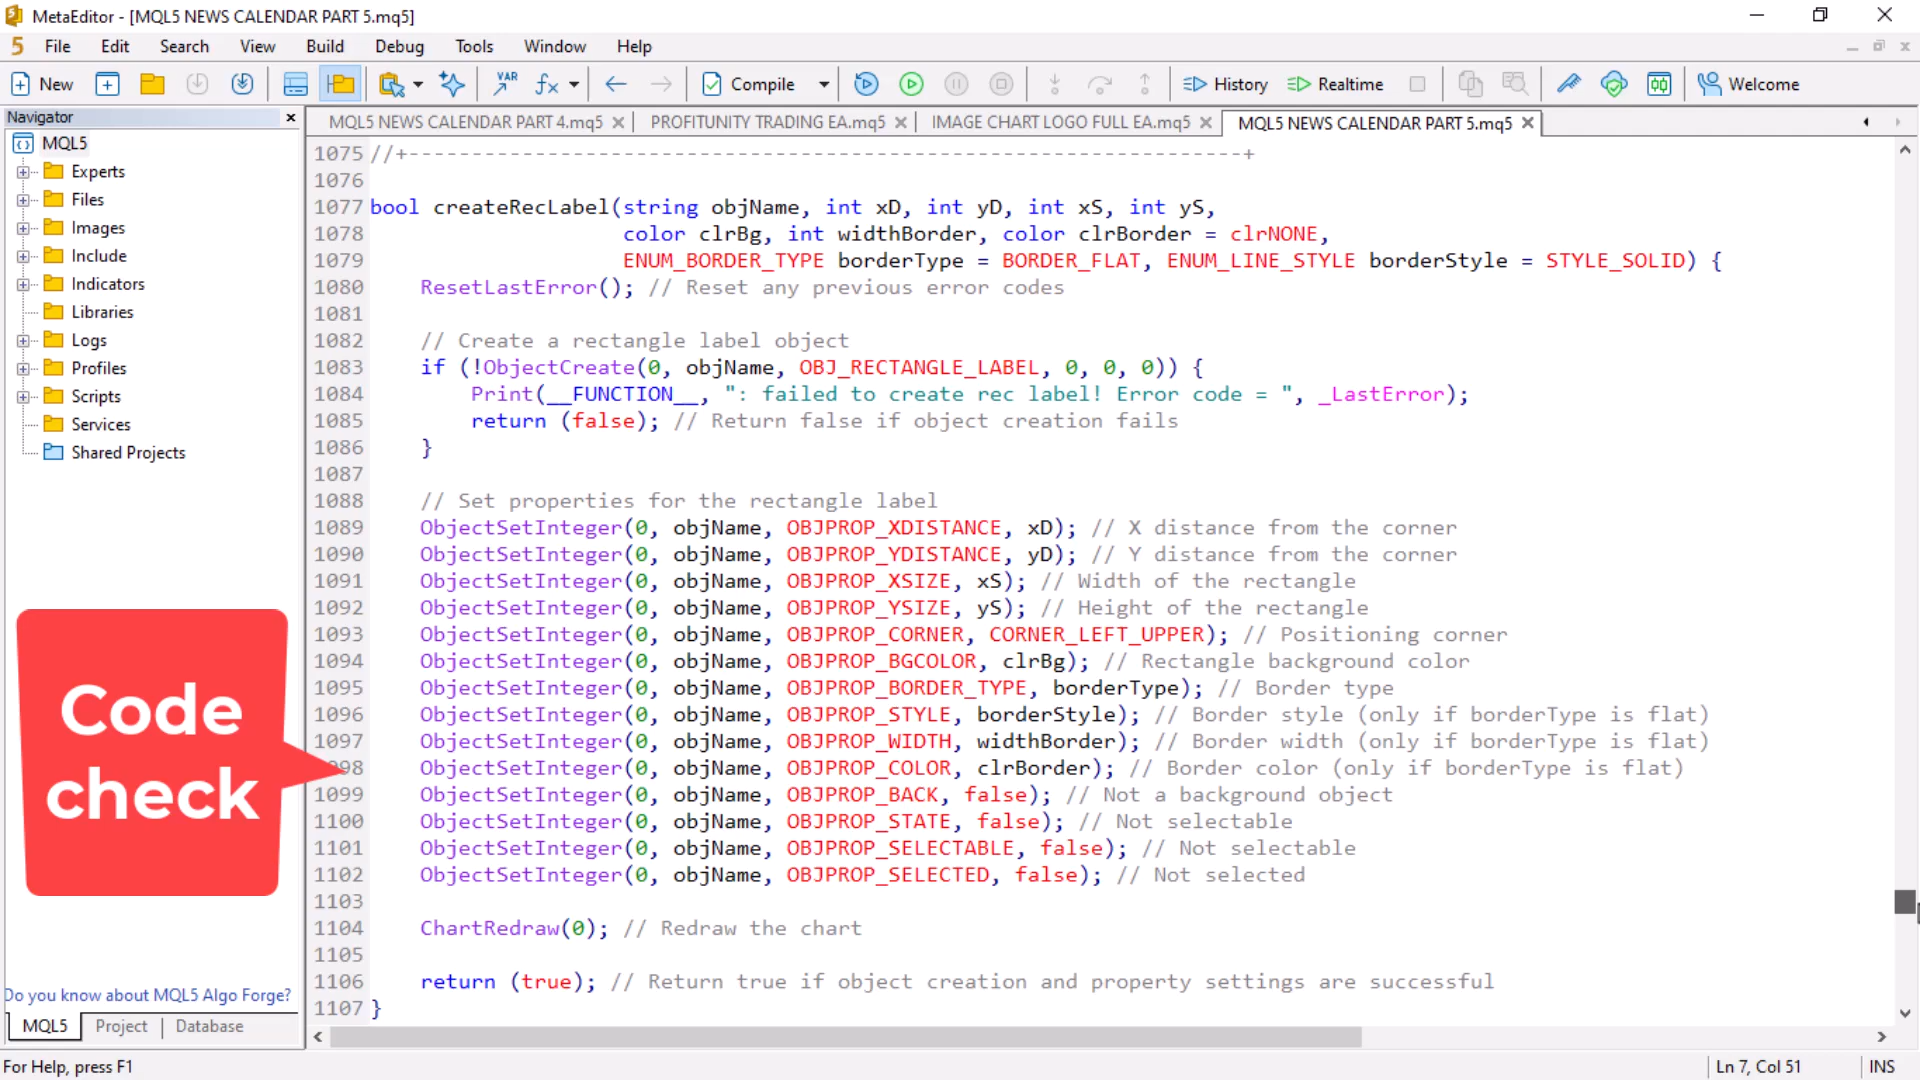 MetaEditor - [MQL5 NEWS CALENDAR PART 5.mq5]
5 File Edit Search View Build Debug Tools Window Help
New VAR Compile History Realtime Welcome
Navigator
MQL5
Experts
Files
Images
Include
Indicators
Libraries
Logs
Profiles
Scripts
Services
Shared Projects
Code
check
Do you know about MQL5 Algo Forge?
MQL5 Project Database
MQL5 NEWS CALENDAR PART 4.mq5 PROFITUNITY TRADING EA.mq5 IMAGE CHART LOGO FULL EA.mq5 MQL5 NEWS CALENDAR PART 5.mq5
1075 //+------------------------------------------------------------------+
1076
1077 bool createRecLabel(string objName, int xD, int yD, int xS, int yS,
1078 color clrBg, int widthBorder, color clrBorder = clrNONE,
1079 ENUM_BORDER_TYPE borderType = BORDER_FLAT, ENUM_LINE_STYLE borderStyle = STYLE_SOLID) {
1080 ResetLastError(); // Reset any previous error codes
1081
1082 // Create a rectangle label object
1083 if (!ObjectCreate(0, objName, OBJ_RECTANGLE_LABEL, 0, 0, 0)) {
1084 Print(__FUNCTION__, ": failed to create rec label! Error code = ", _LastError);
1085 return (false); // Return false if object creation fails
1086 }
1087
1088 // Set properties for the rectangle label
1089 ObjectSetInteger(0, objName, OBJPROP_XDISTANCE, xD); // X distance from the corner
1090 ObjectSetInteger(0, objName, OBJPROP_YDISTANCE, yD); // Y distance from the corner
1091 ObjectSetInteger(0, objName, OBJPROP_XSIZE, xS); // Width of the rectangle
1092 ObjectSetInteger(0, objName, OBJPROP_YSIZE, yS); // Height of the rectangle
1093 ObjectSetInteger(0, objName, OBJPROP_CORNER, CORNER_LEFT_UPPER); // Positioning corner
1094 ObjectSetInteger(0, objName, OBJPROP_BGCOLOR, clrBg); // Rectangle background color
1095 ObjectSetInteger(0, objName, OBJPROP_BORDER_TYPE, borderType); // Border type
1096 ObjectSetInteger(0, objName, OBJPROP_STYLE, borderStyle); // Border style (only if borderType is flat)
1097 ObjectSetInteger(0, objName, OBJPROP_WIDTH, widthBorder); // Border width (only if borderType is flat)
98 ObjectSetInteger(0, objName, OBJPROP_COLOR, clrBorder); // Border color (only if borderType is flat)
1099 ObjectSetInteger(0, objName, OBJPROP_BACK, false); // Not a background object
1100 ObjectSetInteger(0, objName, OBJPROP_STATE, false); // Not selectable
1101 ObjectSetInteger(0, objName, OBJPROP_SELECTABLE, false); // Not selectable
1102 ObjectSetInteger(0, objName, OBJPROP_SELECTED, false); // Not selected
1103
1104 ChartRedraw(0); // Redraw the chart
1105
1106 return (true); // Return true if object creation and property settings are successful
1107 }
For Help, press F1
Ln 7, Col 51 INS